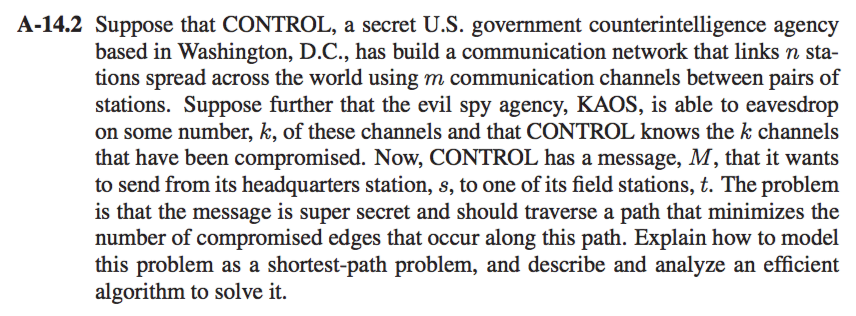 A-14.2 Suppose that CONTROL, a secret U.S. government counterintelligence agency
based in Washington, D.C., has build a communication network that links n sta-
tions spread across the world using m communication channels between pairs of
stations. Suppose further that the evil spy agency, KAOS, is able to eavesdrop
on some number, k, of these channels and that CONTROL knows the k channels
that have been compromised. Now, CONTROL has a message, M, that it wants
to send from its headquarters station, s, to one of its field stations, t. The problem
is that the message is super secret and should traverse a path that minimizes the
number of compromised edges that occur along this path. Explain how to model
this problem as a shortest-path problem, and describe and analyze an efficient
algorithm to solve it.